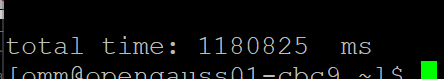 total time: 1180825  ms
[omm@opengauss01-cbc9 ~]$